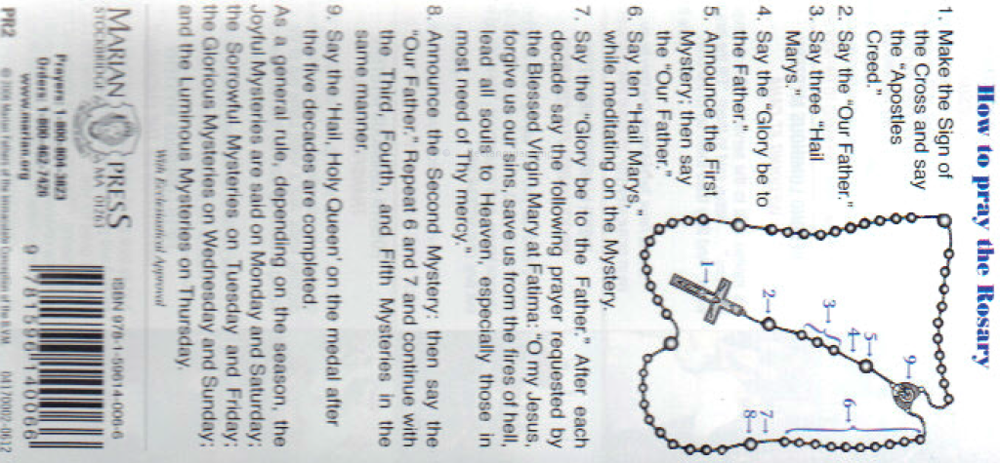 How to pray the Rosary
1. Make the Sign of
the Cross and say
the "Apostles
Creed."
2. Say the "Our Father."
3. Say three "Hail
Marys."
4. Say the "Glory be to
the Father."
5. Announce the First
Mystery; then say
the "Our Father."
6. Say ten "Hail Marys,"
while meditating on the Mystery.
7. Say the "Glory be to the Father." After each
decade say the following prayer requested by
the Blessed Virgin Mary at Fatima: "O my Jesus,
forgive us our sins, save us from the fires of hell,
lead all souls to Heaven, especially those in
most need of Thy mercy."
8. Announce the Second Mystery: then say the
"Our Father." Repeat 6 and 7 and continue with
the Third, Fourth, and Fifth Mysteries in the
same manner.
9. Say the 'Hail, Holy Queen' on the medal after
the five decades are completed.
As a general rule, depending on the season, the
Joyful Mysteries are said on Monday and Saturday;
the Sorrowful Mysteries on Tuesday and Friday;
the Glorious Mysteries on Wednesday and Sunday;
and the Luminous Mysteries on Thursday.
With Ecclesiastical Approval
1→
2→
3→
4→
5→
6→
7→
8→
9→
MARIAN PRESS
STOCKBRIDGE MA 01263
Prayers: 1-800-804-3823
Orders: 1-800-462-7426
www.marian.org
ISBN 978-1-59614-006-6
9 781596 140066
PR2
04170002-0612